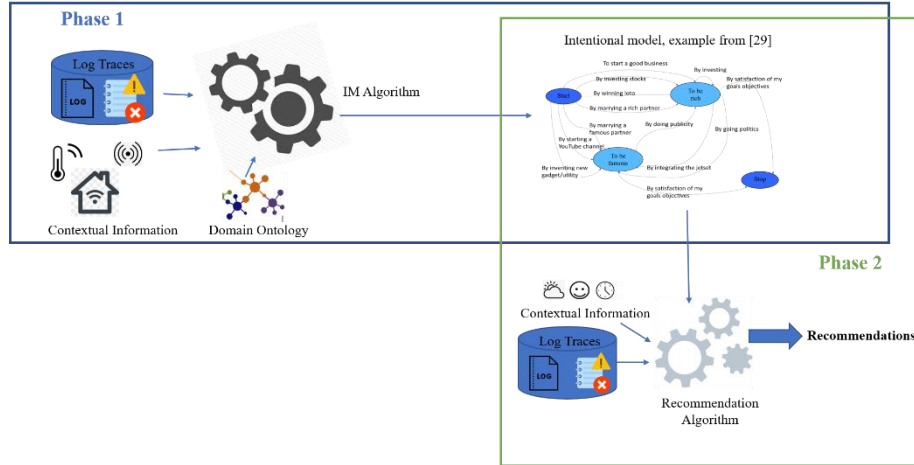 Phase 1
Log Traces
LOG
Contextual Information
IM Algorithm
Domain Ontology
Intentional model, example from [29]
To start a good business
By investing
By investing stocks
By satisfaction of my
goals objectives
By winning loto
To be
rich
Start
By marrying a rich partner
By marrying a
famous partner
By doing publicity
By going politics
By starting a
YouTube channel
To be
famous
By inventing new
gadget/utility
By integrating the jetset
Stop
By satisfaction of my
goals objectives
Phase 2
Contextual Information
Log Traces
LOG
Recommendations
Recommendation
Algorithm